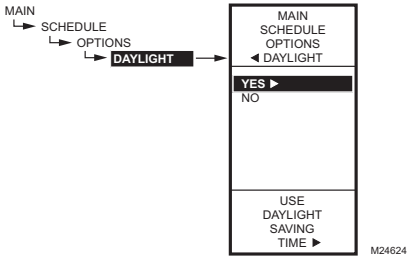 MAIN
SCHEDULE
OPTIONS
DAYLIGHT
MAIN
SCHEDULE
OPTIONS
◄ DAYLIGHT
YES ►
NO
USE
DAYLIGHT
SAVING
TIME ►
M24624